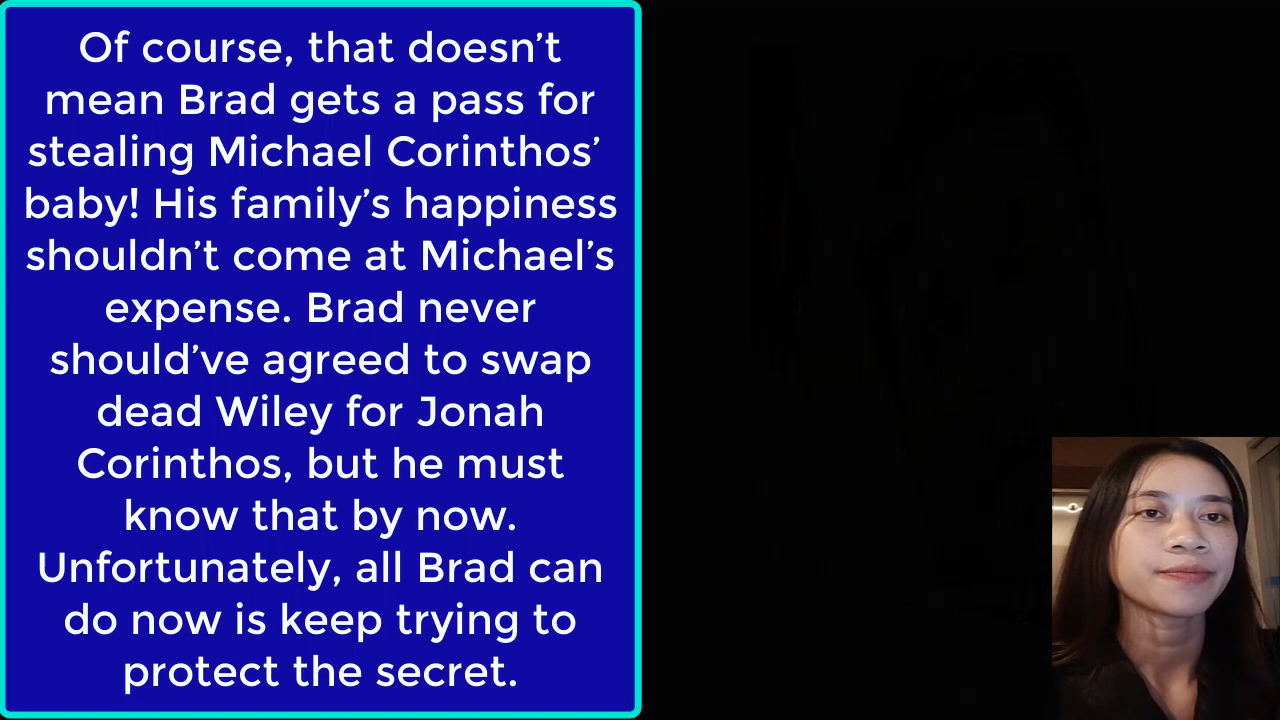 Of course, that doesn’t
mean Brad gets a pass for
stealing Michael Corinthos’
baby! His family’s happiness
shouldn’t come at Michael’s
expense. Brad never
should’ve agreed to swap
dead Wiley for Jonah
Corinthos, but he must
know that by now.
Unfortunately, all Brad can
do now is keep trying to
protect the secret.